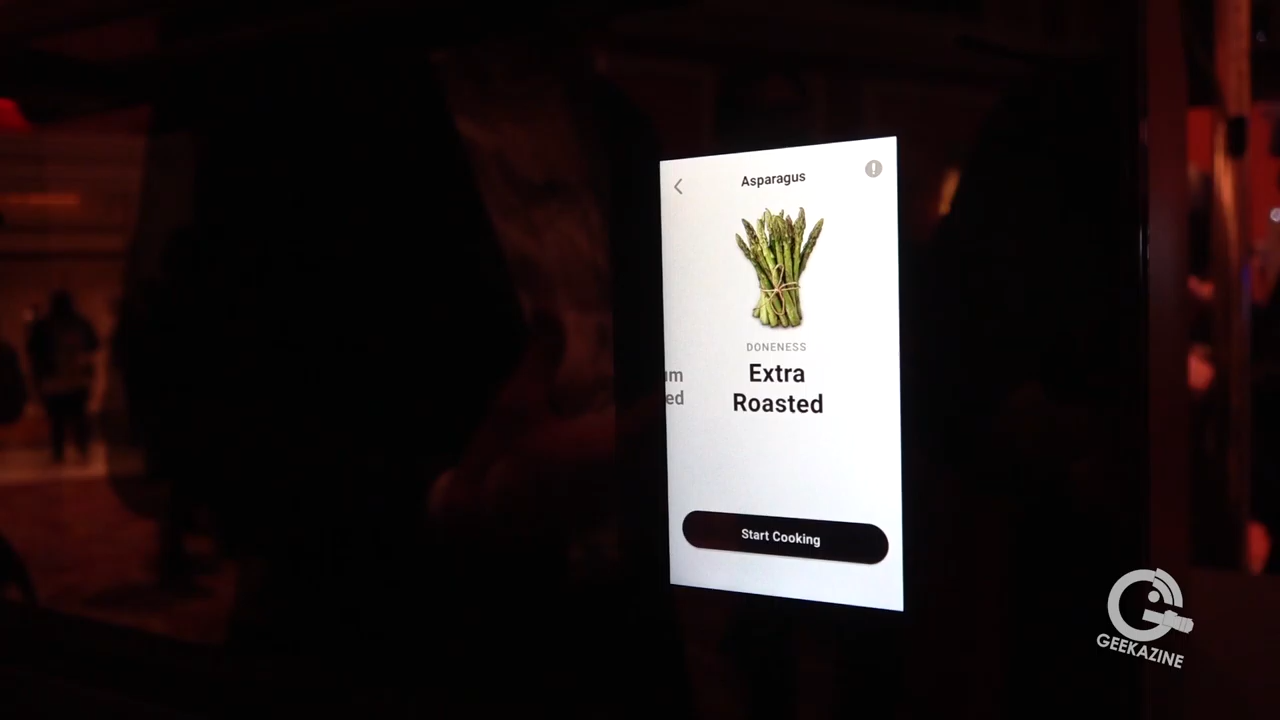 Asparagus
DONENESS
Extra
Roasted
Start Cooking
GEEKAZINE